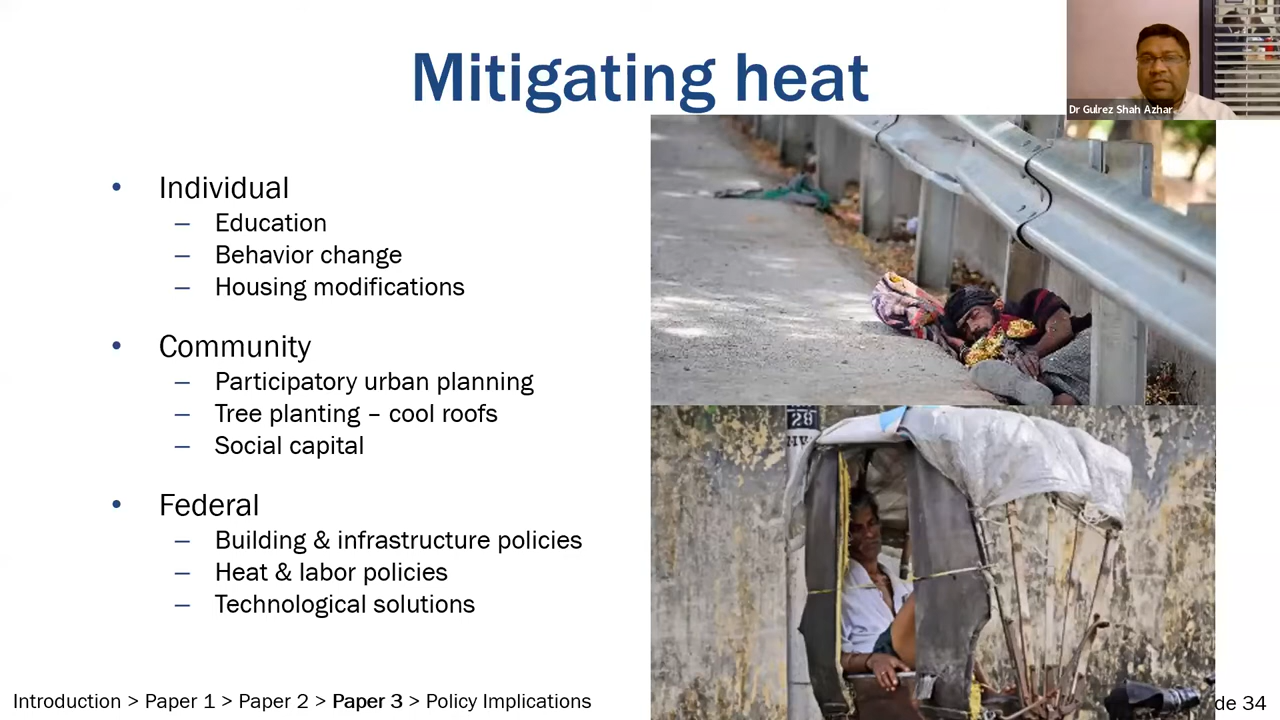 Mitigating heat
Dr Gulrez Shah Azhar
• Individual
– Education
– Behavior change
– Housing modifications
• Community
– Participatory urban planning
– Tree planting – cool roofs
– Social capital
• Federal
– Building & infrastructure policies
– Heat & labor policies
– Technological solutions
28
Introduction > Paper 1 > Paper 2 > Paper 3 > Policy Implications
de 34